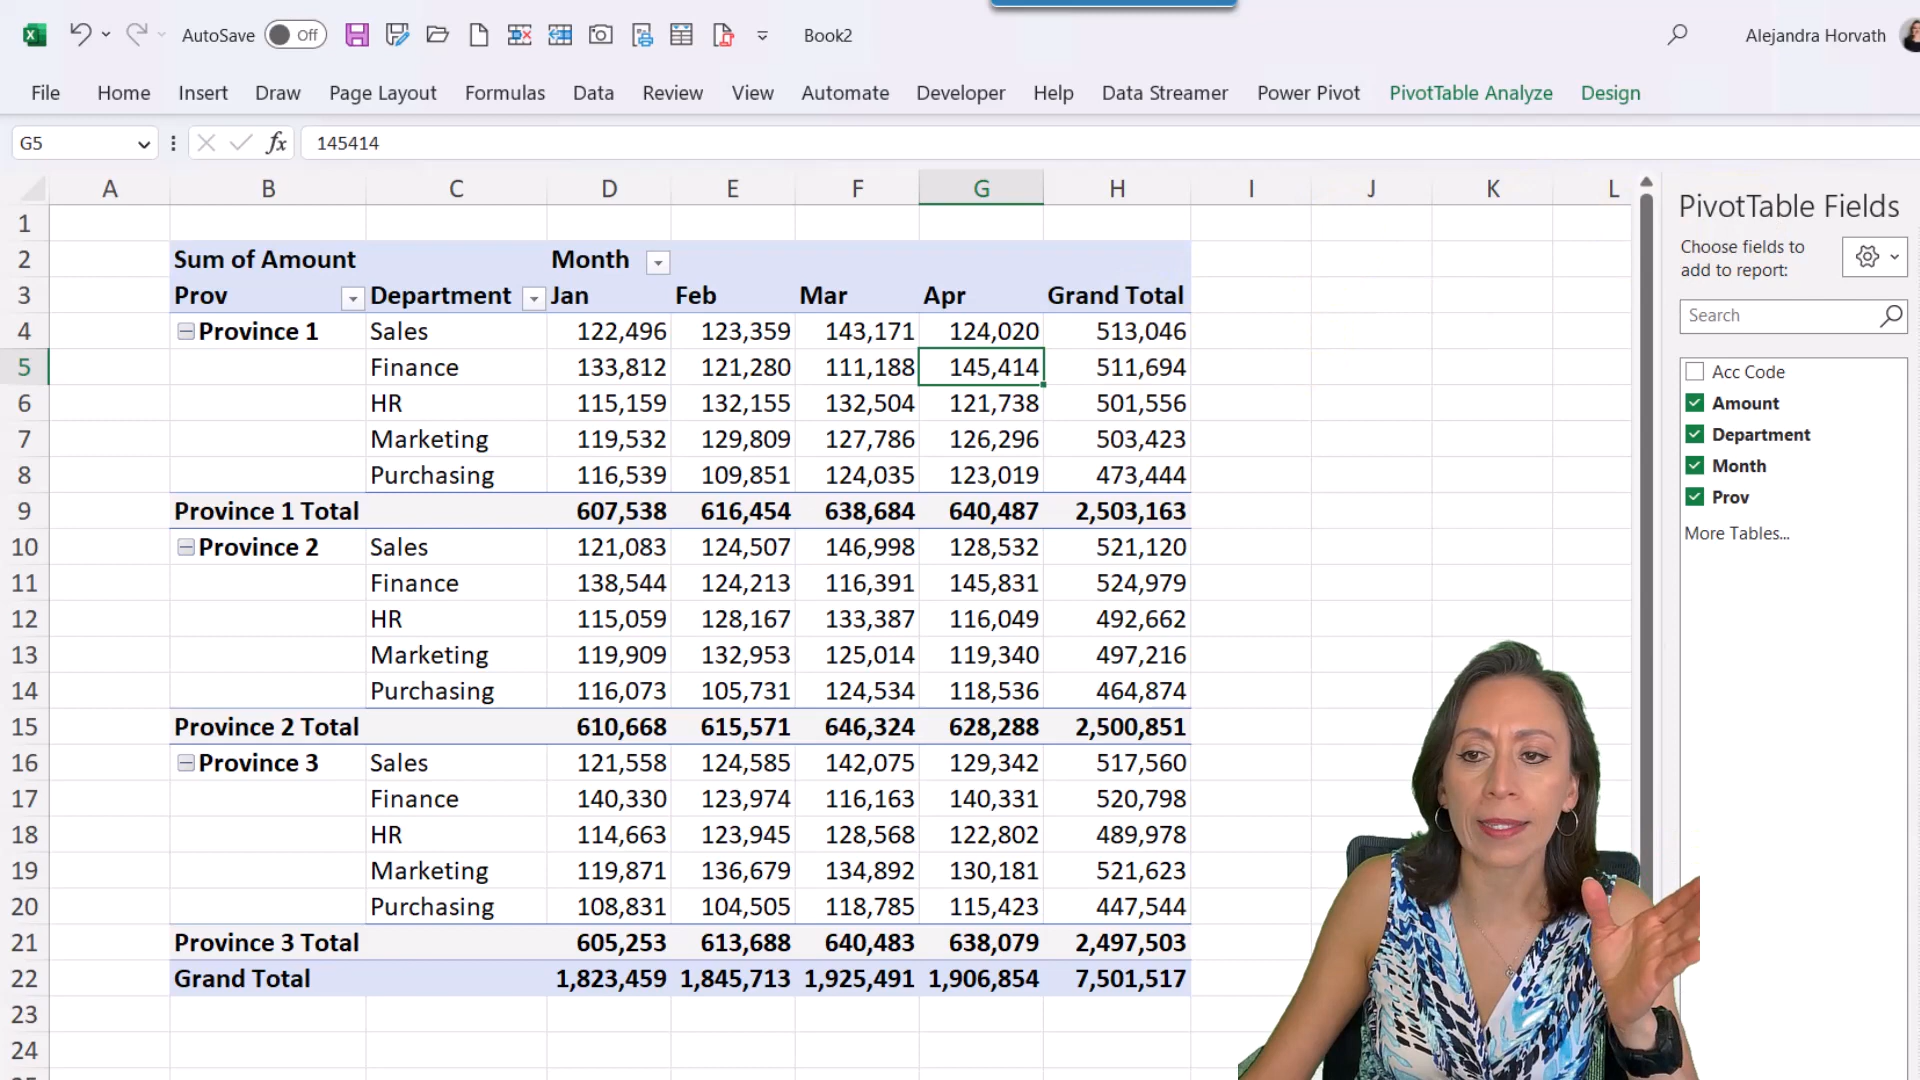 AutoSave Off Book2 Alejandra Horvath
File Home Insert Draw Page Layout Formulas Data Review View Automate Developer Help Data Streamer Power Pivot PivotTable Analyze Design
G5 fx 145414
A B C D E F G H I J K L
1
2 Sum of Amount Month
3 Prov Department Jan Feb Mar Apr Grand Total
4 Province 1 Sales 122,496 123,359 143,171 124,020 513,046
5 Finance 133,812 121,280 111,188 145,414 511,694
6 HR 115,159 132,155 132,504 121,738 501,556
7 Marketing 119,532 129,809 127,786 126,296 503,423
8 Purchasing 116,539 109,851 124,035 123,019 473,444
9 Province 1 Total 607,538 616,454 638,684 640,487 2,503,163
10 Province 2 Sales 121,083 124,507 146,998 128,532 521,120
11 Finance 138,544 124,213 116,391 145,831 524,979
12 HR 115,059 128,167 133,387 116,049 492,662
13 Marketing 119,909 132,953 125,014 119,340 497,216
14 Purchasing 116,073 105,731 124,534 118,536 464,874
15 Province 2 Total 610,668 615,571 646,324 628,288 2,500,851
16 Province 3 Sales 121,558 124,585 142,075 129,342 517,560
17 Finance 140,330 123,974 116,163 140,331 520,798
18 HR 114,663 123,945 128,568 122,802 489,978
19 Marketing 119,871 136,679 134,892 130,181 521,623
20 Purchasing 108,831 104,505 118,785 115,423 447,544
21 Province 3 Total 605,253 613,688 640,483 638,079 2,497,503
22 Grand Total 1,823,459 1,845,713 1,925,491 1,906,854 7,501,517
23
24
PivotTable Fields
Choose fields to
add to report:
Search
Acc Code
Amount
Department
Month
Prov
More Tables...